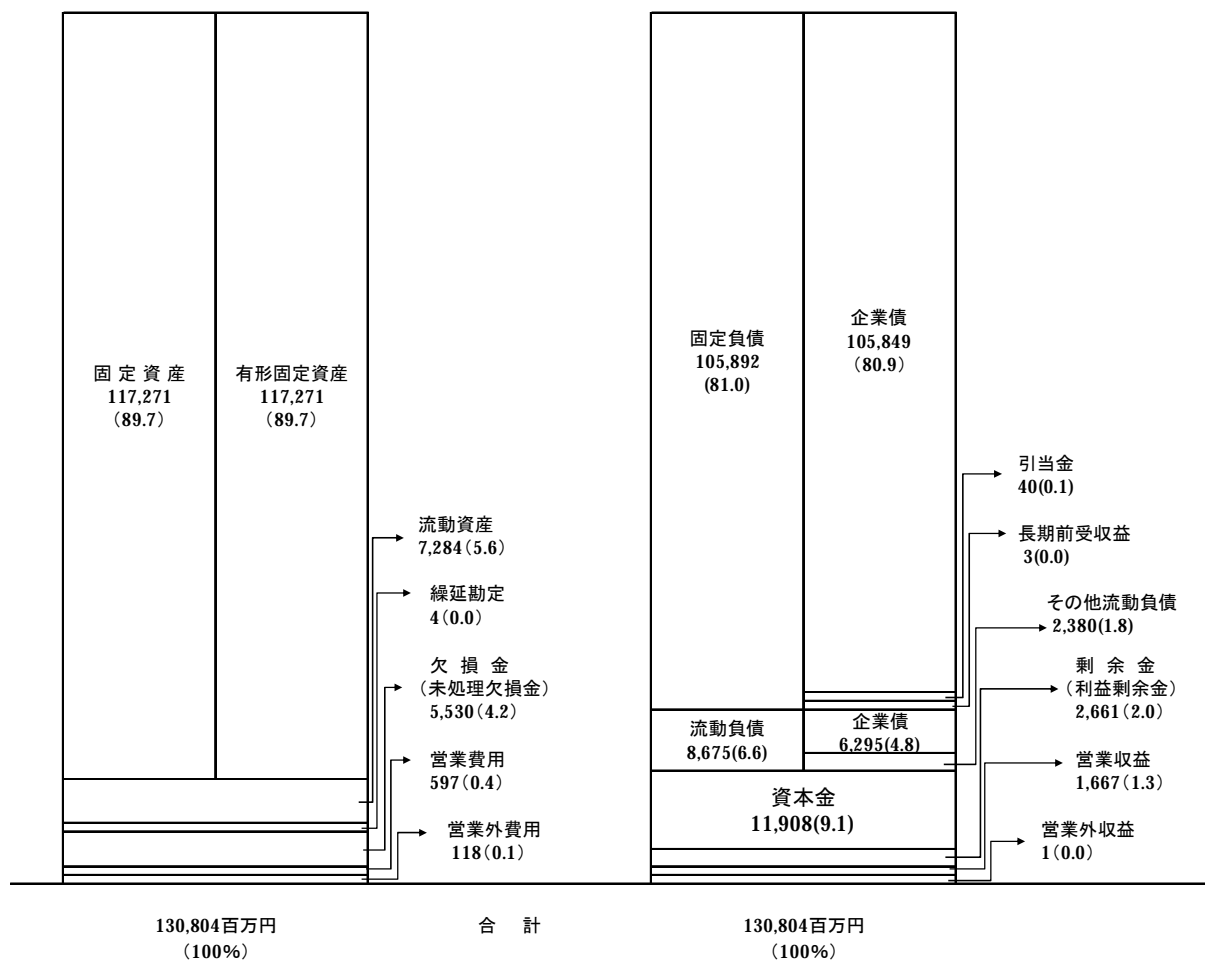 固 定 資 産
117,271
（89.7）
有形固定資産
117,271
（89.7）
流動資産
7,284（5.6）
繰延勘定
4（0.0）
欠 損 金
（未処理欠損金）
5,530（4.2）
営業費用
597（0.4）
営業外費用
118（0.1）
固定負債
105,892
(81.0)
企業債
105,849
（80.9）
引当金
40(0.1)
長期前受収益
3(0.0)
その他流動負債
2,380(1.8)
流動負債
8,675(6.6)
企業債
6,295(4.8)
剰 余 金
（利益剰余金）
2,661（2.0）
資本金
11,908(9.1)
営業収益
1,667（1.3）
営業外収益
1(0.0)
130,804百万円
（100%）
合 計
130,804百万円
（100%）